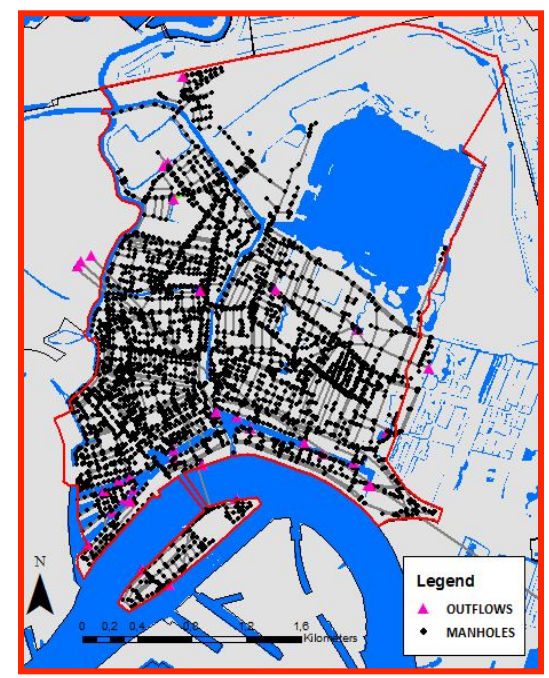 N
0 0,2 0,4 0,8 1,2 1,6
Kilometers
Legend
OUTFLOWS
MANHOLES